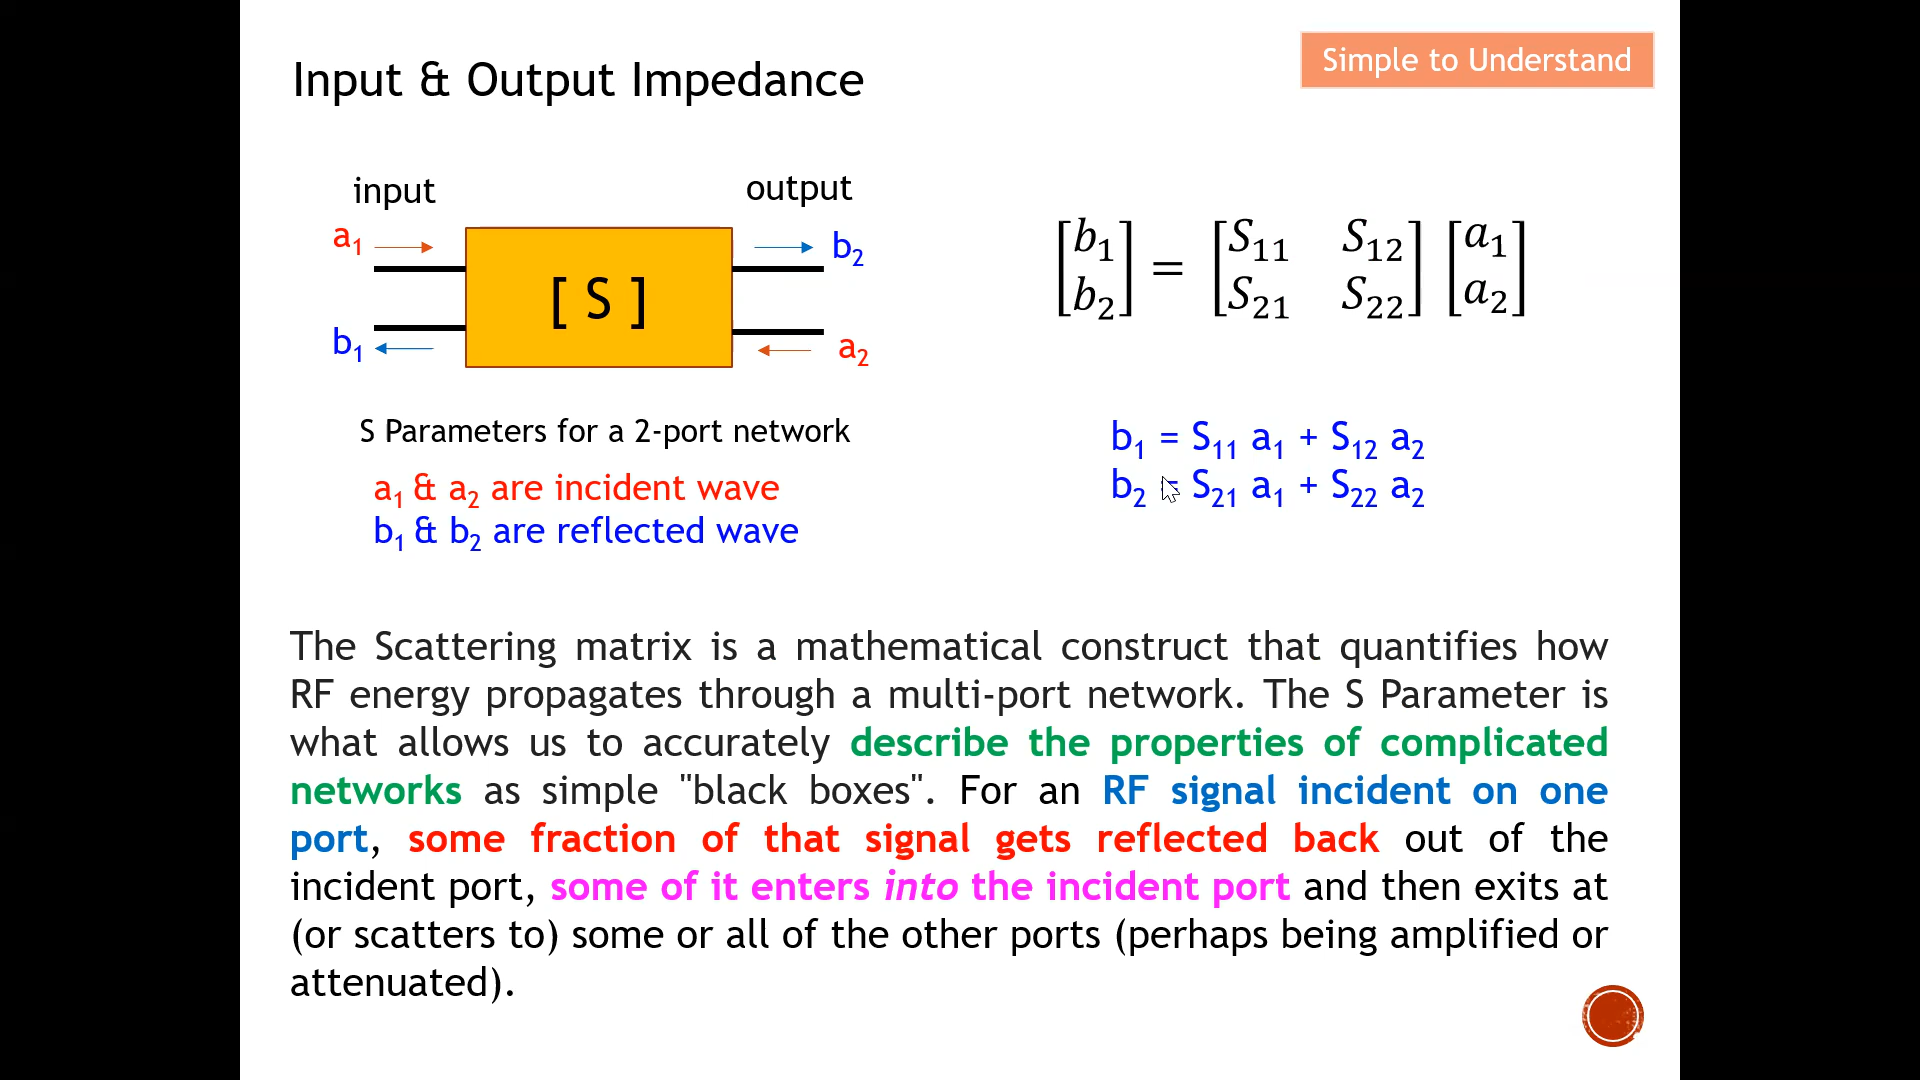 Input & Output Impedance
Simple to Understand
input
output
a₁
b₂
[ S ]
b₁
a₂
[b₁ b₂] = [S₁₁ S₁₂ S₂₁ S₂₂] [a₁ a₂]
S Parameters for a 2-port network
a₁ & a₂ are incident wave
b₁ & b₂ are reflected wave
b₁ = S₁₁ a₁ + S₁₂ a₂
b₂ = S₂₁ a₁ + S₂₂ a₂
The Scattering matrix is a mathematical construct that quantifies how
RF energy propagates through a multi-port network. The S Parameter is
what allows us to accurately describe the properties of complicated
networks as simple "black boxes". For an RF signal incident on one
port, some fraction of that signal gets reflected back out of the
incident port, some of it enters into the incident port and then exits at
(or scatters to) some or all of the other ports (perhaps being amplified or
attenuated).